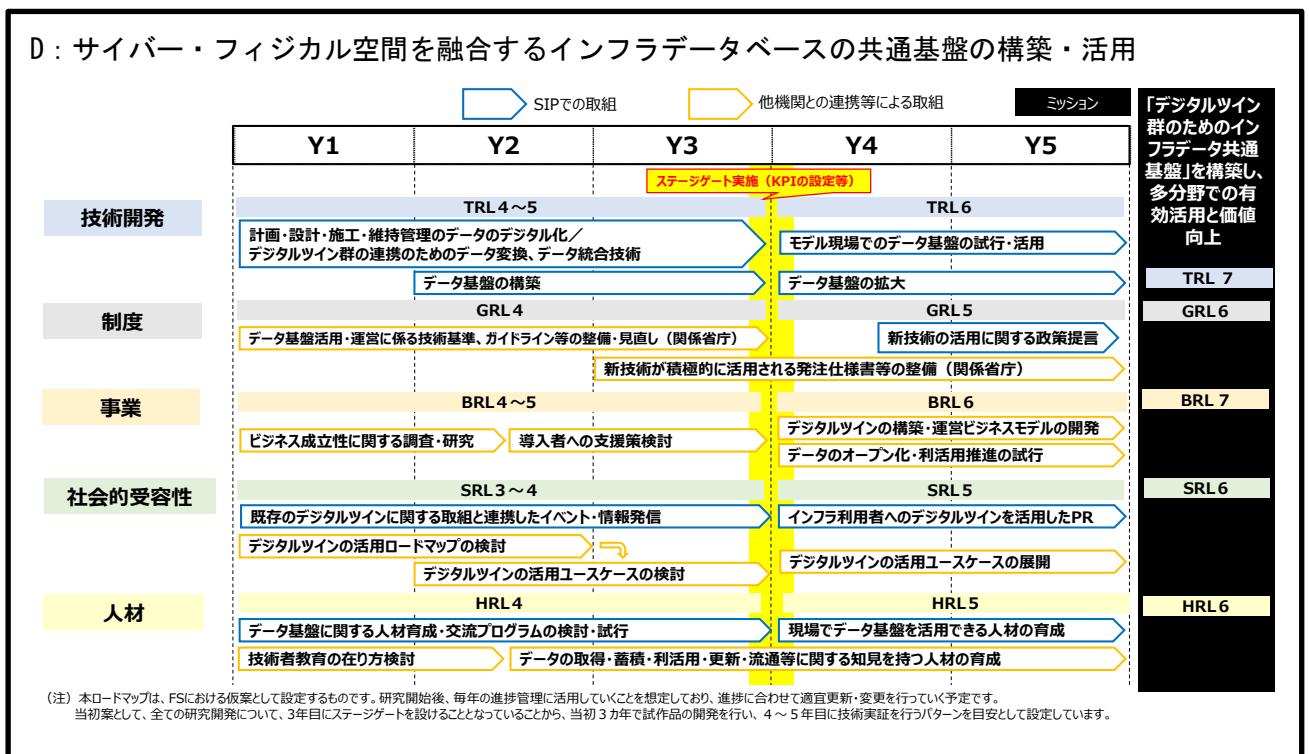 D：サイバー・フィジカル空間を融合するインフラデータベースの共通基盤の構築・活用
SIPでの取組
他機関との連携等による取組
ミッション
「デジタルツイン
群のためのイン
フラデータ共通
基盤」を構築し、
多分野での有
効活用と価値
向上
Y1
Y2
Y3
Y4
Y5
ステージゲート実施（KPIの設定等）
技術開発
TRL４～5
TRL６
計画・設計・施工・維持管理のデータのデジタル化／
デジタルツイン群の連携のためのデータ変換、データ統合技術
モデル現場でのデータ基盤の試行・活用
データ基盤の構築
データ基盤の拡大
TRL 7
制度
GRL４
GRL５
GRL６
データ基盤活用・運営に係る技術基準、ガイドライン等の整備・見直し（関係省庁）
新技術の活用に関する政策提言
新技術が積極的に活用される発注仕様書等の整備（関係省庁）
事業
BRL４～5
BRL６
BRL 7
ビジネス成立性に関する調査・研究
導入者への支援策検討
デジタルツインの構築・運営ビジネスモデルの開発
データのオープン化・利活用推進の試行
社会的受容性
SRL３～４
SRL５
SRL６
既存のデジタルツインに関する取組と連携したイベント・情報発信
インフラ利用者へのデジタルツインを活用したPR
デジタルツインの活用ロードマップの検討
デジタルツインの活用ユースケースの検討
デジタルツインの活用ユースケースの展開
人材
HRL４
HRL５
HRL６
データ基盤に関する人材育成・交流プログラムの検討・試行
現場でデータ基盤を活用できる人材の育成
技術者教育の在り方検討
データの取得・蓄積・利活用・更新・流通等に関する知見を持つ人材の育成
（注）本ロードマップは、FSにおける仮案として設定するものです。研究開始後、毎年の進捗管理に活用していくことを想定しており、進捗に合わせて適宜更新・変更を行っていく予定です。
当初案として、全ての研究開発について、3年目にステージゲートを設けることとなっていることから、当初３カ年で試作品の開発を行い、４～５年目に技術実証を行うパターンを目安として設定しています。